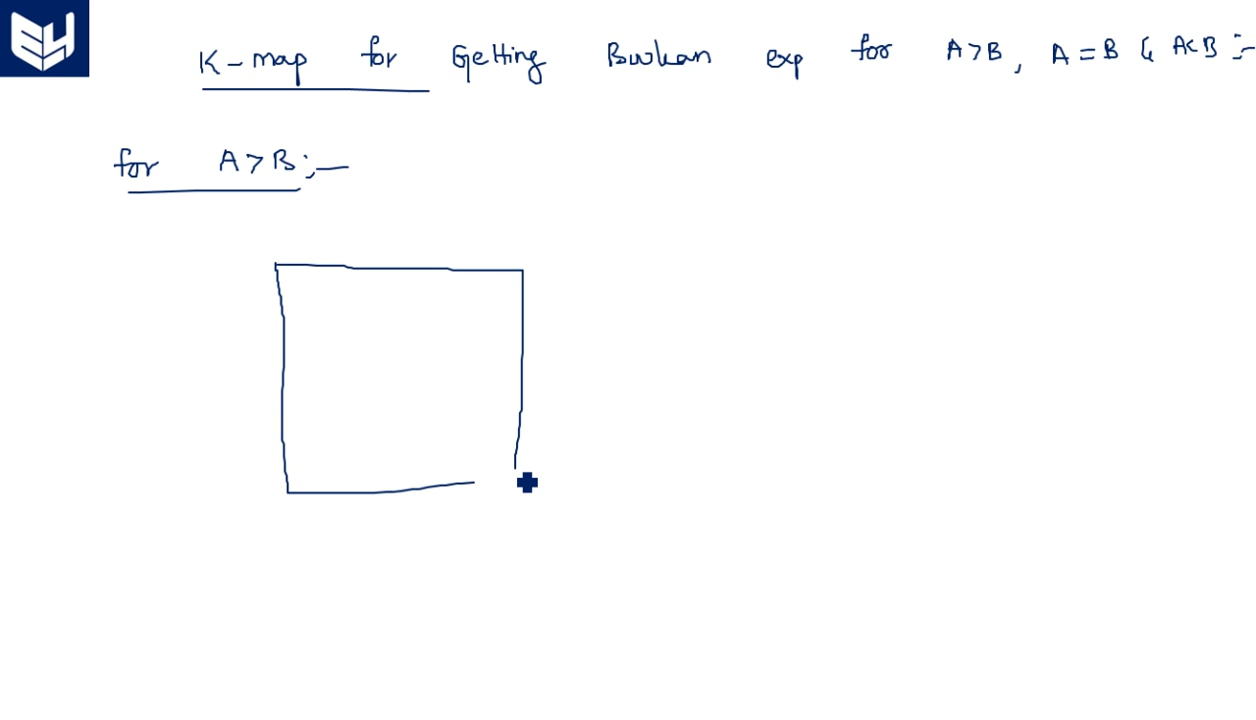 K-map for Getting Boolean exp for A>B, A=B & A<B :-
for A>B :-